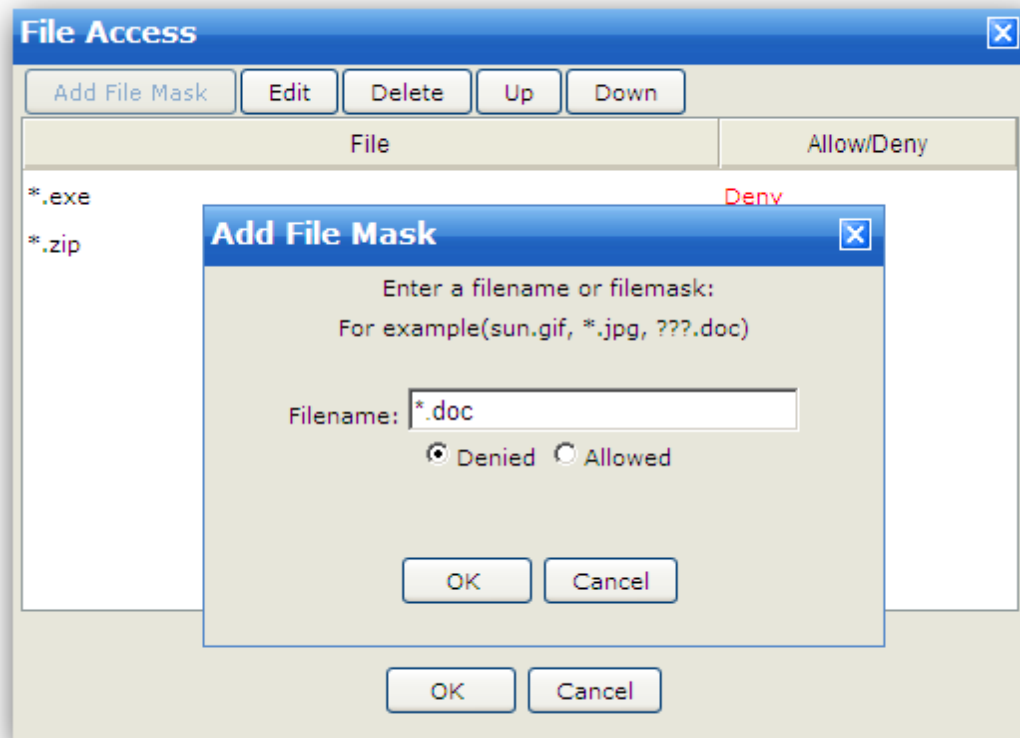 File Access
Add File Mask Edit Delete Up Down
File Allow/Deny
*.exe Deny
*.zip
Add File Mask
Enter a filename or filemask:
For example(sun.gif, *.jpg, ???.doc)
Filename: *.doc
Denied Allowed
OK Cancel
OK Cancel